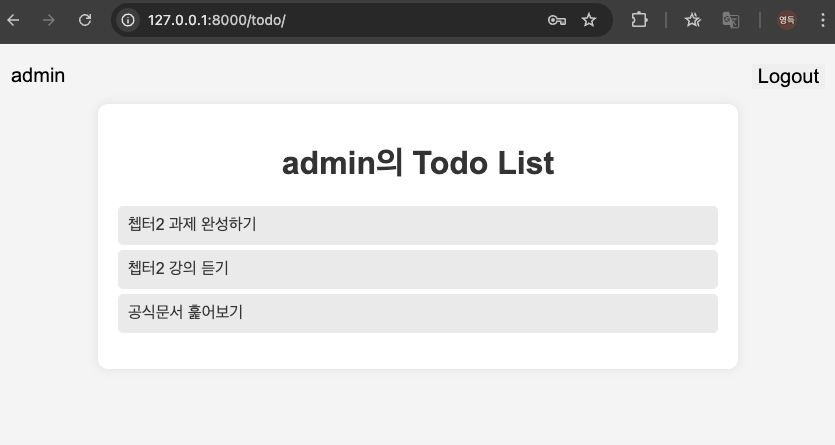 127.0.0.1:8000/todo/
영득
admin
Logout
admin의 Todo List
쳅터2 과제 완성하기
쳅터2 강의 듣기
공식문서 훑어보기